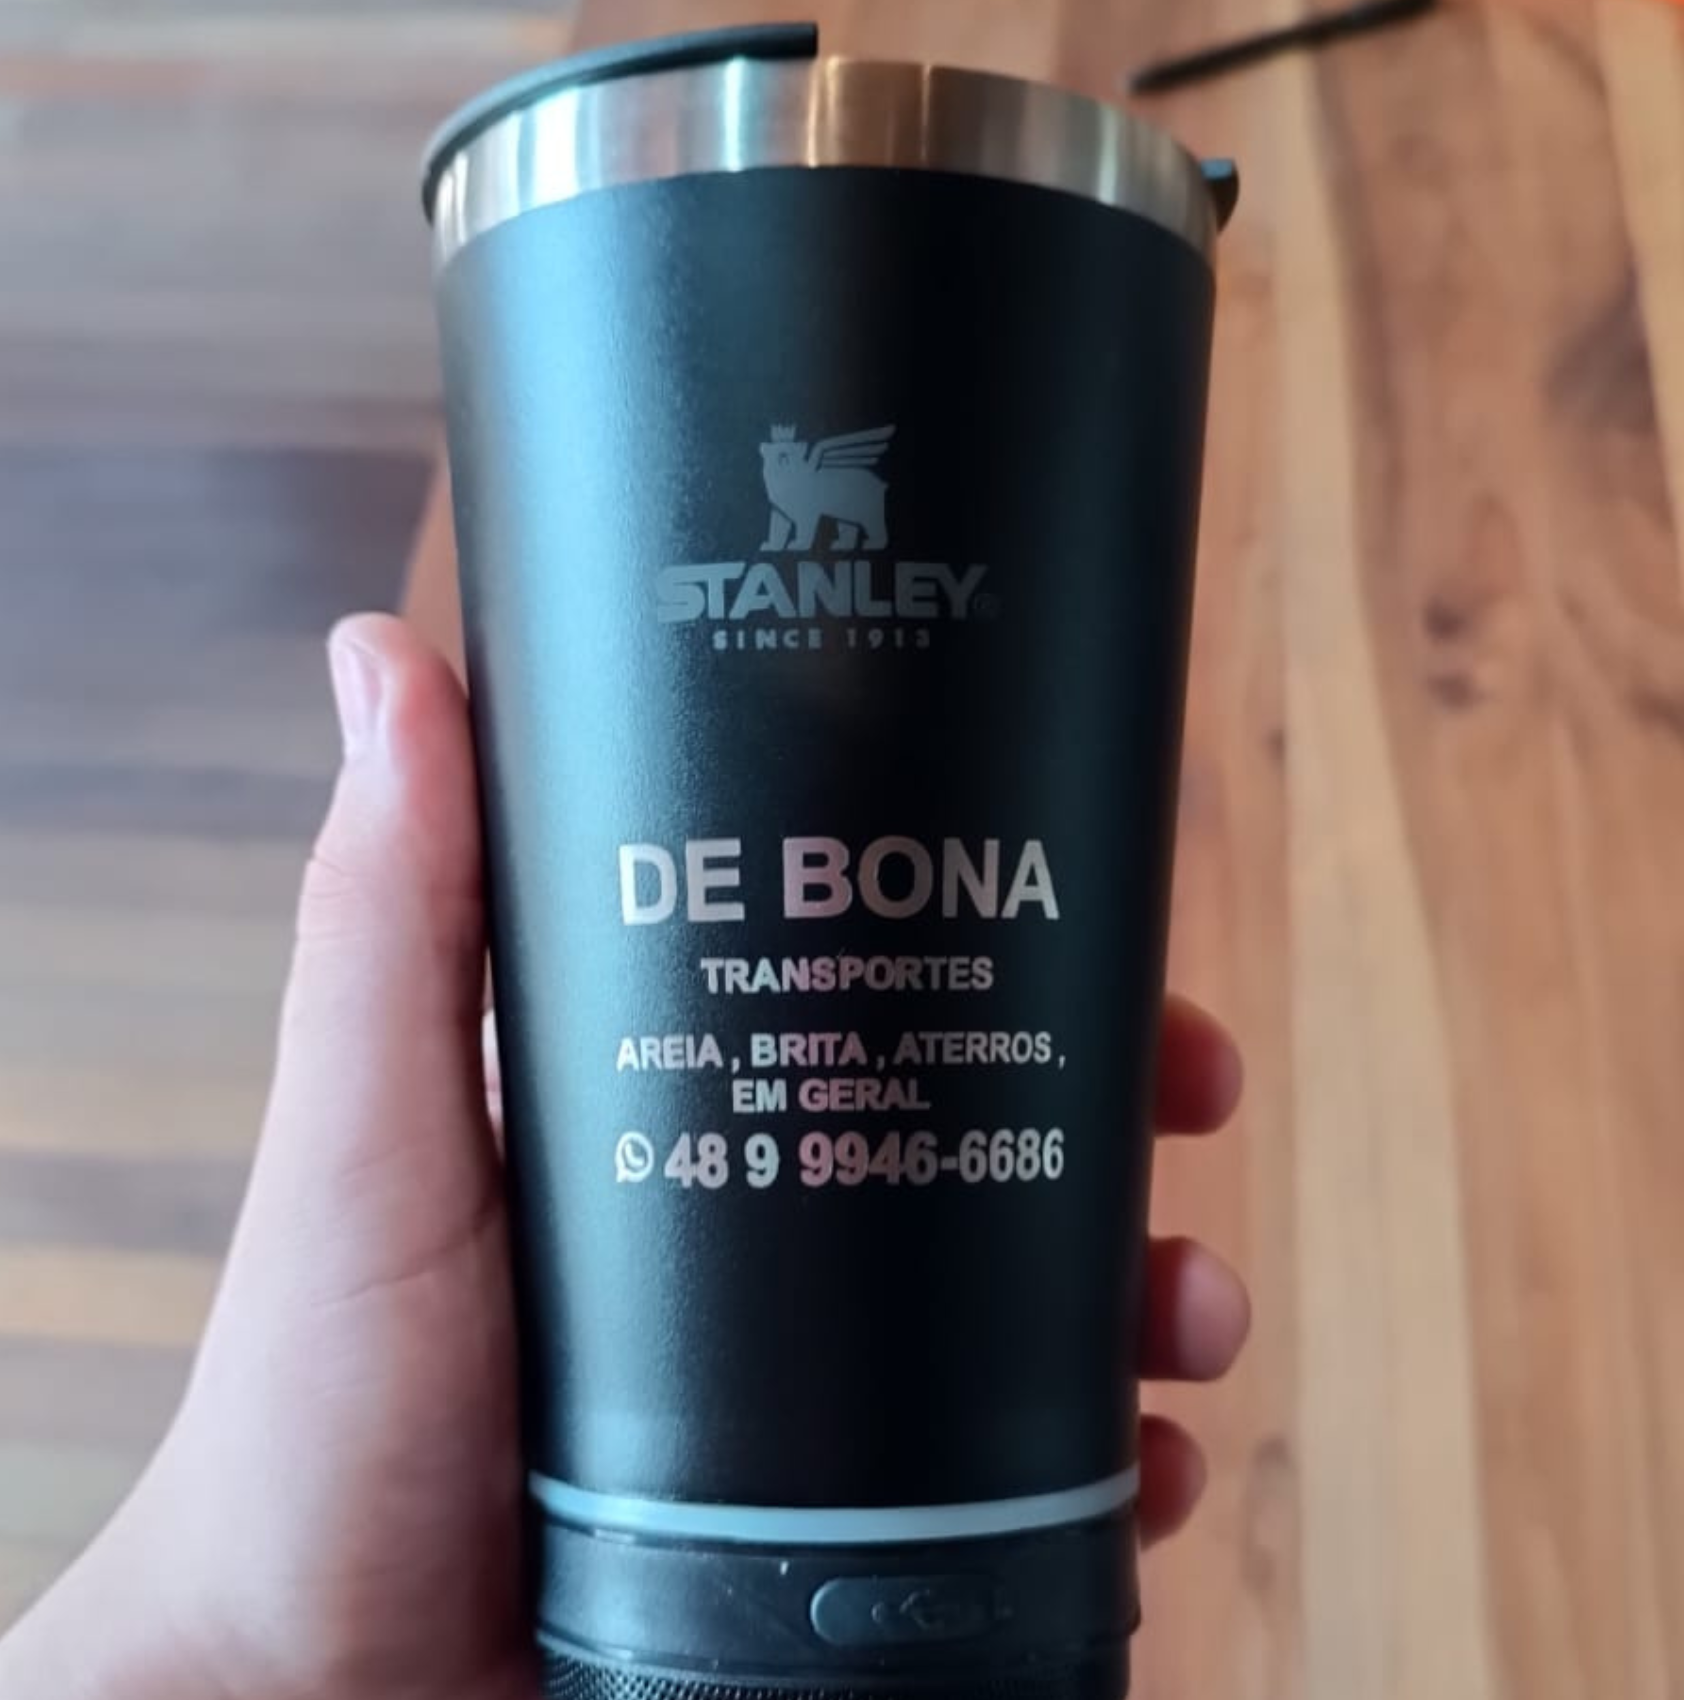 STANLEY®
SINCE 1913
DE BONA
TRANSPORTES
AREIA , BRITA , ATERROS ,
EM GERAL
48 9 9946-6686